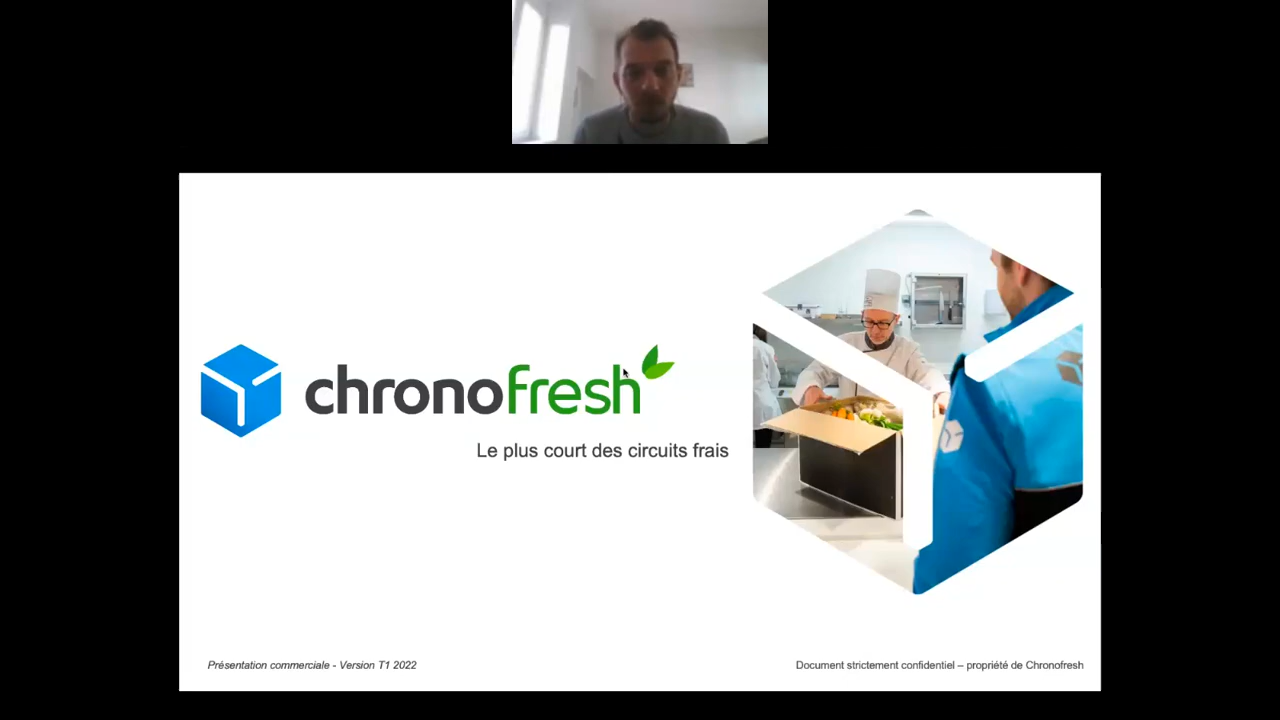 chronofresh
Le plus court des circuits frais
Présentation commerciale - Version T1 2022
Document strictement confidentiel – propriété de Chronofresh